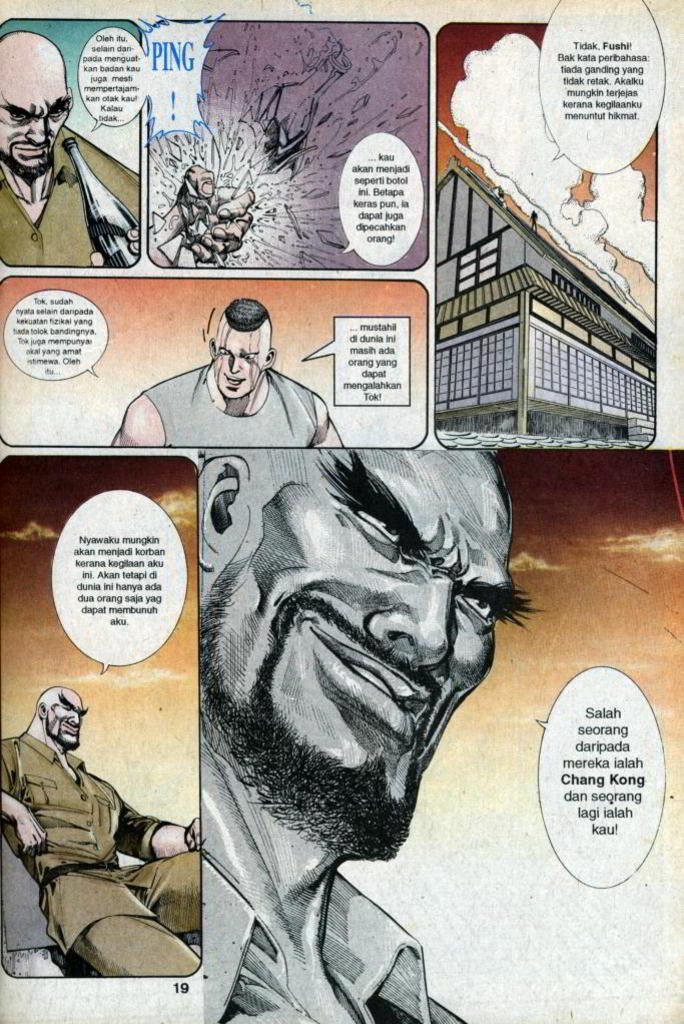 Oleh itu,
selain dari-
pada menguat-
kan badan kau
juga mesti
mempertajam-
kan otak kau!
Kalau
tidak...
PING
!
... kau
akan menjadi
seperti botol
ini. Betapa
keras pun, ia
dapat juga
dipecahkan
orang!
Tidak, Fushi!
Bak kata peribahasa:
tiada ganding yang
tidak retak. Akalku
mungkin terjejas
kerana kegilaanku
menuntut hikmat.
Tok, sudah
nyata selain daripada
kekuatan fizikal yang
tiada tolok bandingnya,
Tok juga mempunyai
akal yang amat
istimewa. Oleh
itu...
... mustahil
di dunia ini
masih ada
orang yang
dapat
mengalahkan
Tok!
Nyawaku mungkin
akan menjadi korban
kerana kegilaan aku
ini. Akan tetapi di
dunia ini hanya ada
dua orang saja yag
dapat membunuh
aku.
Salah
seorang
daripada
mereka ialah
Chang Kong
dan seorang
lagi ialah
kau!
19